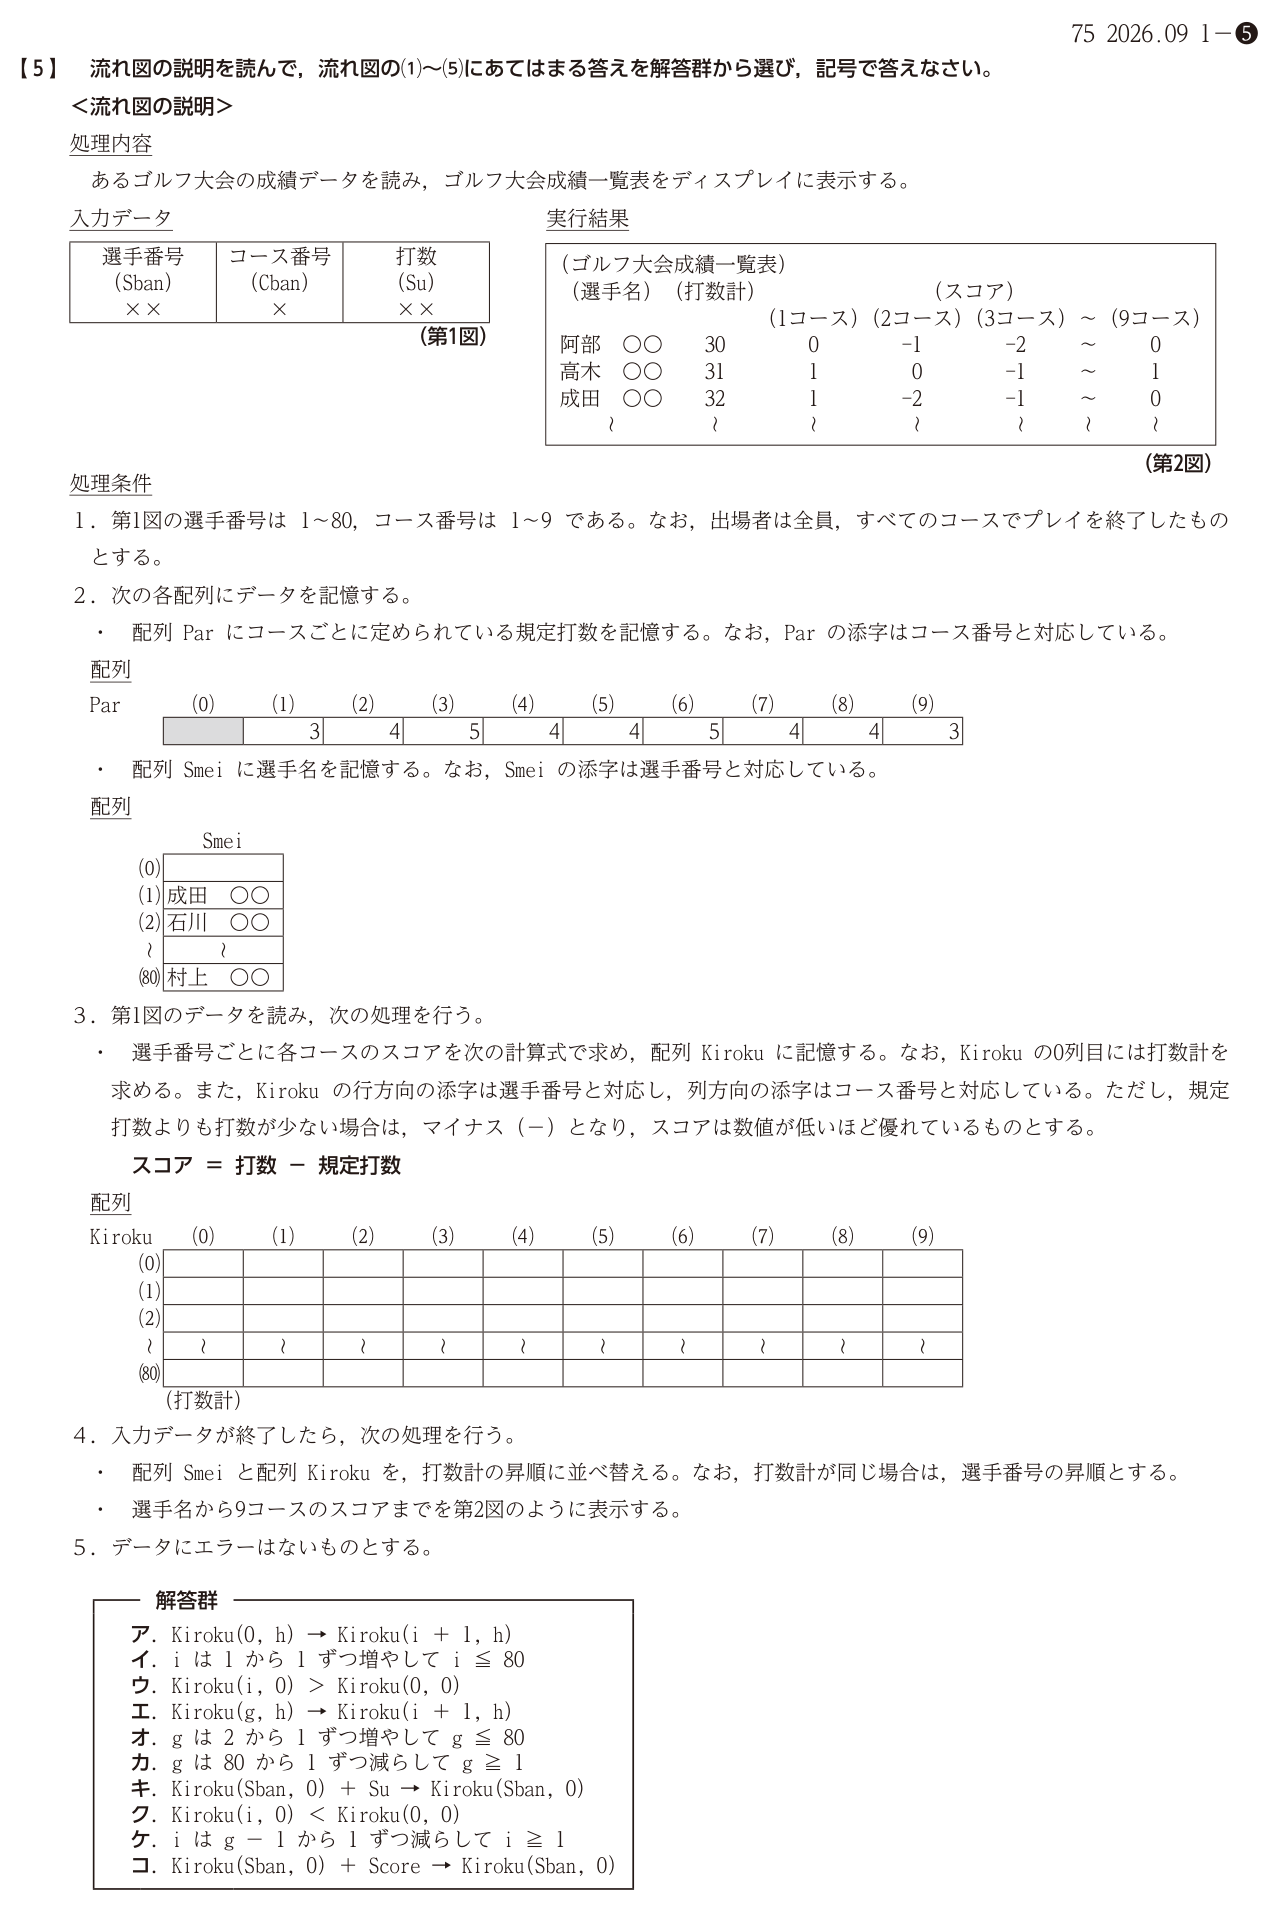 75 2026.09 1－❺
【5】 流れ図の説明を読んで，流れ図の⑴～⑸にあてはまる答えを解答群から選び，記号で答えなさい。
＜流れ図の説明＞
処理内容
あるゴルフ大会の成績データを読み，ゴルフ大会成績一覧表をディスプレイに表示する。
入力データ
選手番号 コース番号 打数
(Sban) (Cban) (Su)
×× × ××
(第1図)
実行結果
(ゴルフ大会成績一覧表)
(選手名) (打数計) (スコア)
(1コース) (2コース) (3コース) ～ (9コース)
阿部 ○○ 30 0 -1 -2 ～ 0
高木 ○○ 31 1 0 -1 ～ 1
成田 ○○ 32 1 -2 -1 ～ 0
≀ ≀ ≀ ≀ ≀ ≀ ≀
(第2図)
処理条件
1．第1図の選手番号は 1～80，コース番号は 1～9 である。なお，出場者は全員，すべてのコースでプレイを終了したもの
とする。
2．次の各配列にデータを記憶する。
・ 配列 Par にコースごとに定められている規定打数を記憶する。なお，Par の添字はコース番号と対応している。
配列
Par (0) (1) (2) (3) (4) (5) (6) (7) (8) (9)
3 4 5 4 4 5 4 4 3
・ 配列 Smei に選手名を記憶する。なお，Smei の添字は選手番号と対応している。
配列
Smei
(0)
(1) 成田 ○○
(2) 石川 ○○
≀ ≀
(80) 村上 ○○
3．第1図のデータを読み，次の処理を行う。
・ 選手番号ごとに各コースのスコアを次の計算式で求め，配列 Kiroku に記憶する。なお，Kiroku の0列目には打数計を
求める。また，Kiroku の行方向の添字は選手番号と対応し，列方向の添字はコース番号と対応している。ただし，規定
打数よりも打数が少ない場合は，マイナス（－）となり，スコアは数値が低いほど優れているものとする。
スコア ＝ 打数 － 規定打数
配列
Kiroku (0) (1) (2) (3) (4) (5) (6) (7) (8) (9)
(0)
(1)
(2)
≀ ≀ ≀ ≀ ≀ ≀ ≀ ≀ ≀ ≀ ≀
(80)
(打数計)
4．入力データが終了したら，次の処理を行う。
・ 配列 Smei と配列 Kiroku を，打数計の昇順に並べ替える。なお，打数計が同じ場合は，選手番号の昇順とする。
・ 選手名から9コースのスコアまでを第2図のように表示する。
5．データにエラーはないものとする。
解答群
ア．Kiroku(0, h) → Kiroku(i + 1, h)
イ．i は 1 から 1 ずつ増やして i ≦ 80
ウ．Kiroku(i, 0) > Kiroku(0, 0)
エ．Kiroku(g, h) → Kiroku(i + 1, h)
オ．g は 2 から 1 ずつ増やして g ≦ 80
カ．g は 80 から 1 ずつ減らして g ≧ 1
キ．Kiroku(Sban, 0) + Su → Kiroku(Sban, 0)
ク．Kiroku(i, 0) < Kiroku(0, 0)
ケ．i は g － 1 から 1 ずつ減らして i ≧ 1
コ．Kiroku(Sban, 0) + Score → Kiroku(Sban, 0)